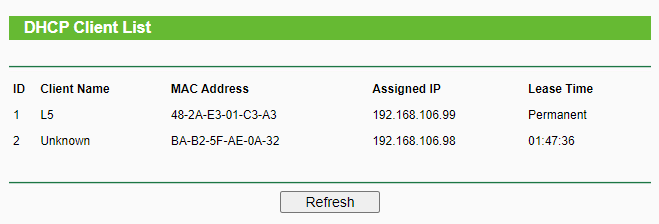 DHCP Client List
ID Client Name MAC Address Assigned IP Lease Time
1 L5 48-2A-E3-01-C3-A3 192.168.106.99 Permanent
2 Unknown BA-B2-5F-AE-0A-32 192.168.106.98 01:47:36
Refresh